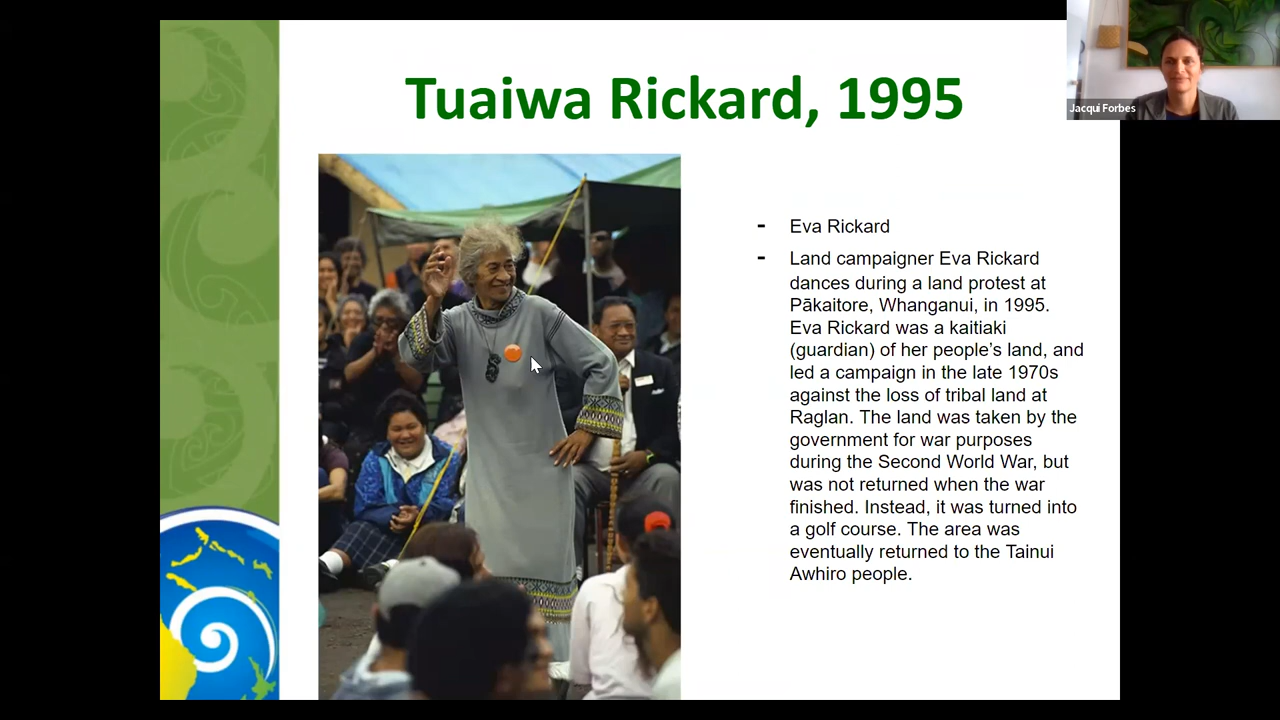 Tuaiwa Rickard, 1995
Jacqui Forbes
- Eva Rickard
- Land campaigner Eva Rickard
dances during a land protest at
Pākaitore, Whanganui, in 1995.
Eva Rickard was a kaitiaki
(guardian) of her people’s land, and
led a campaign in the late 1970s
against the loss of tribal land at
Raglan. The land was taken by the
government for war purposes
during the Second World War, but
was not returned when the war
finished. Instead, it was turned into
a golf course. The area was
eventually returned to the Tainui
Awhiro people.